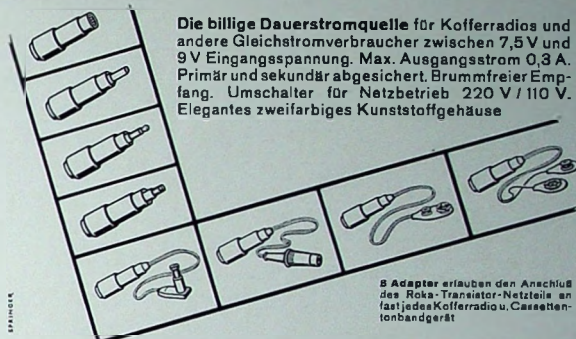 Die billige Dauerstromquelle für Kofferradios und
andere Gleichstromverbraucher zwischen 7,5 V und
9 V Eingangsspannung. Max. Ausgangsstrom 0,3 A.
Primär und sekundär abgesichert. Brummfreier Emp-
fang. Umschalter für Netzbetrieb 220 V / 110 V.
Elegantes zweifarbiges Kunststoffgehäuse
8 Adapter erlauben den Anschluß
des Roka-Transistor-Netzteils an
fast jedes Kofferradio u. Cassetten-
tonbandgerät
SPRINGER